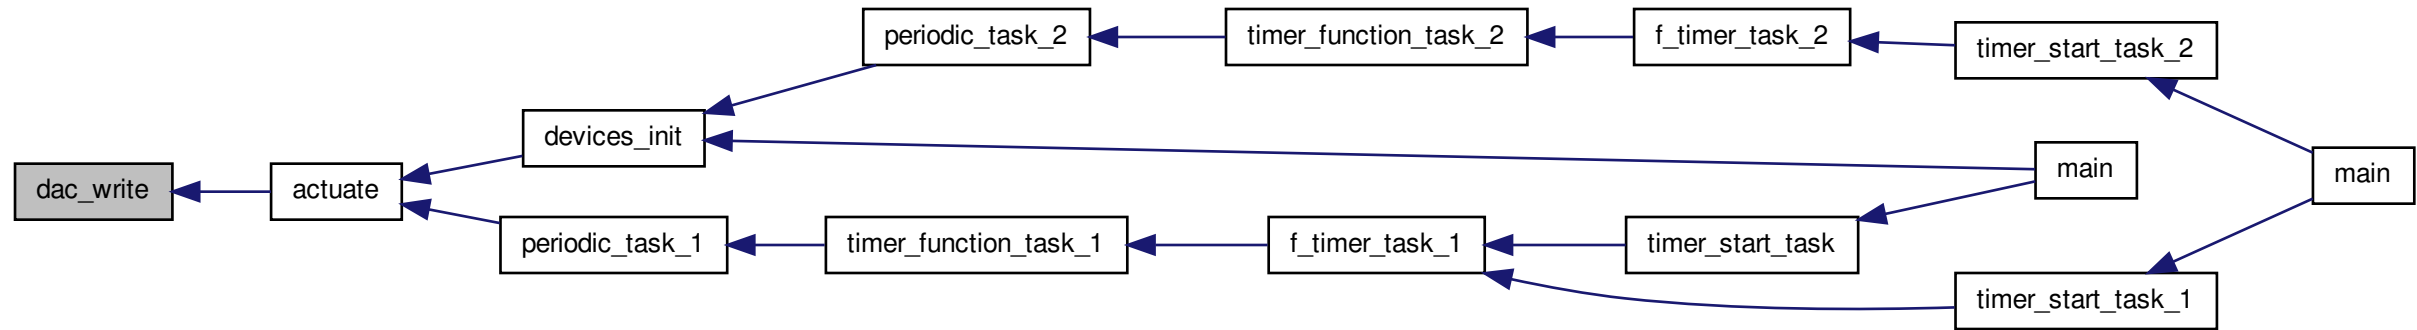 periodic_task_2
timer_function_task_2
f_timer_task_2
timer_start_task_2
devices_init
main
main
dac_write
actuate
periodic_task_1
timer_function_task_1
f_timer_task_1
timer_start_task
timer_start_task_1